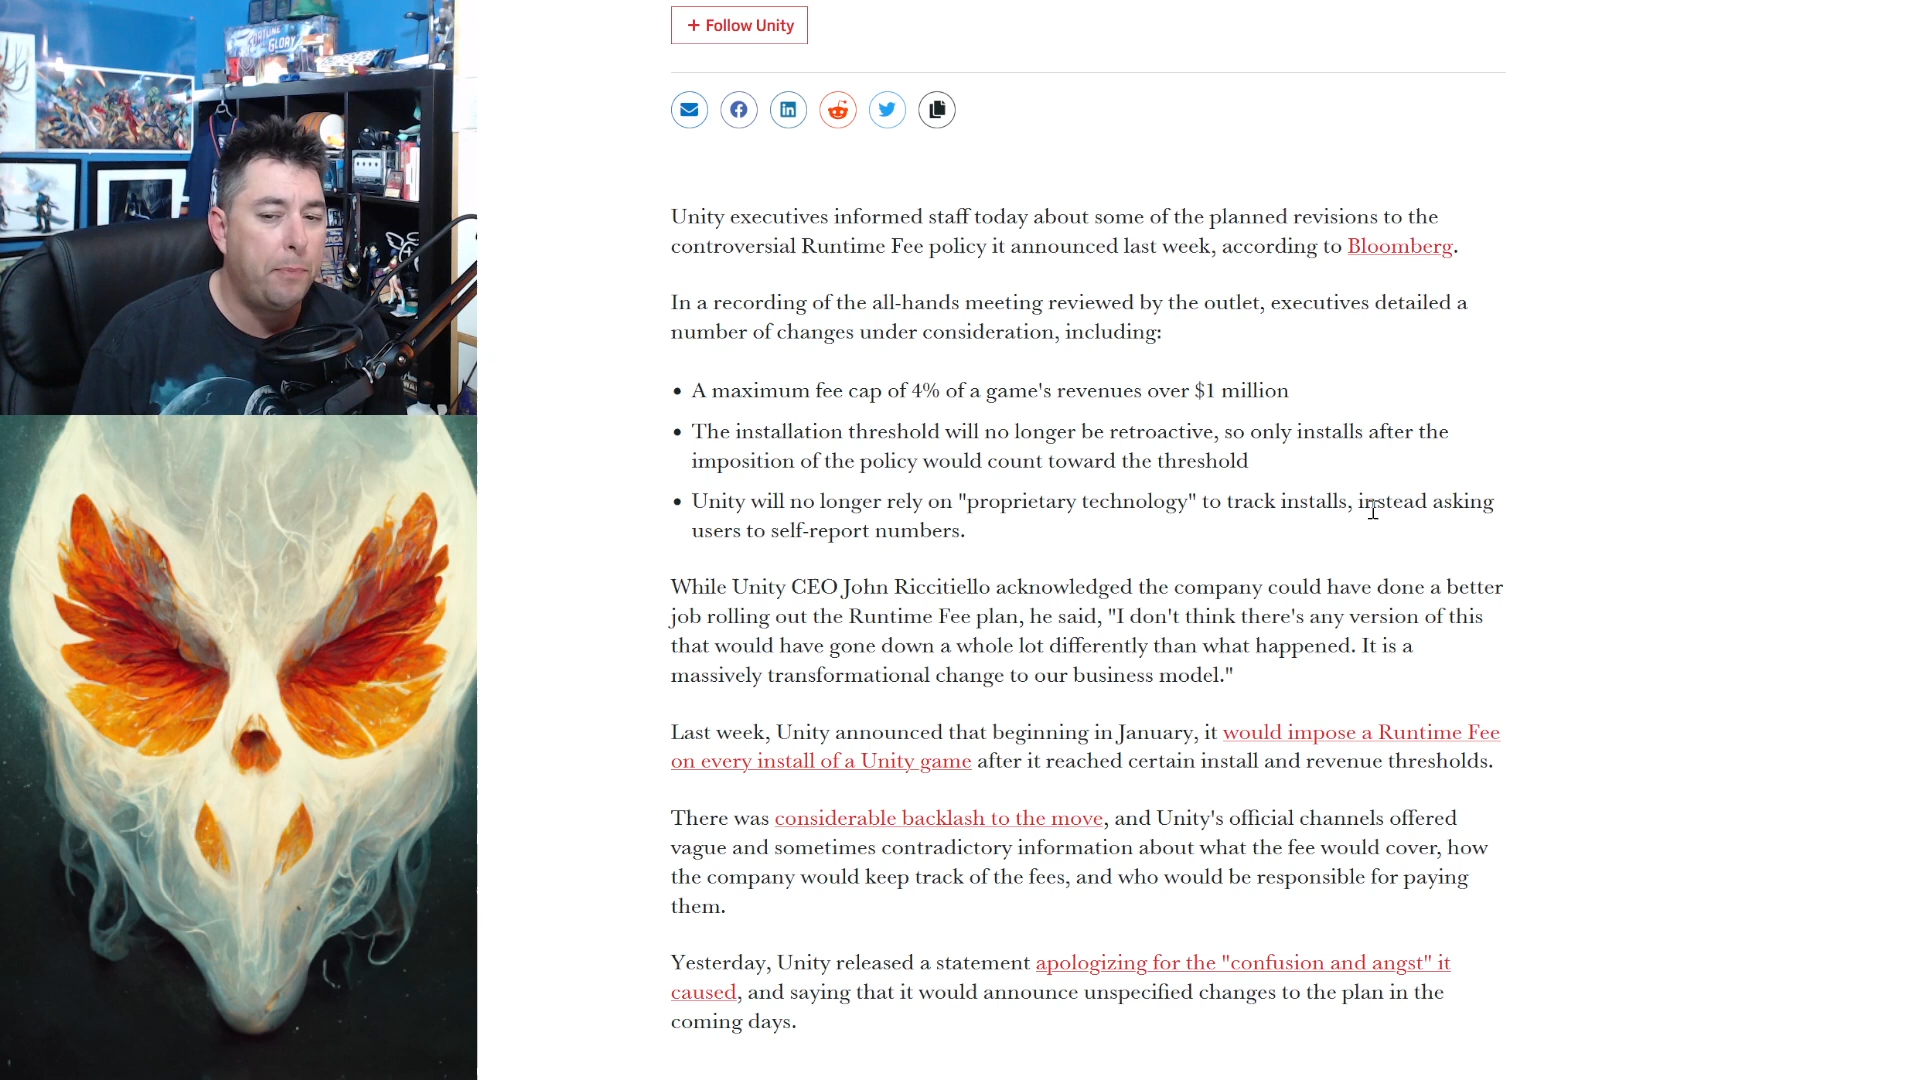 FORTUNE
GLORY
+ Follow Unity
Unity executives informed staff today about some of the planned revisions to the
controversial Runtime Fee policy it announced last week, according to Bloomberg.
In a recording of the all-hands meeting reviewed by the outlet, executives detailed a
number of changes under consideration, including:
• A maximum fee cap of 4% of a game's revenues over $1 million
• The installation threshold will no longer be retroactive, so only installs after the
imposition of the policy would count toward the threshold
• Unity will no longer rely on "proprietary technology" to track installs, instead asking
users to self-report numbers.
While Unity CEO John Riccitiello acknowledged the company could have done a better
job rolling out the Runtime Fee plan, he said, "I don't think there's any version of this
that would have gone down a whole lot differently than what happened. It is a
massively transformational change to our business model."
Last week, Unity announced that beginning in January, it would impose a Runtime Fee
on every install of a Unity game after it reached certain install and revenue thresholds.
There was considerable backlash to the move, and Unity's official channels offered
vague and sometimes contradictory information about what the fee would cover, how
the company would keep track of the fees, and who would be responsible for paying
them.
Yesterday, Unity released a statement apologizing for the "confusion and angst" it
caused, and saying that it would announce unspecified changes to the plan in the
coming days.